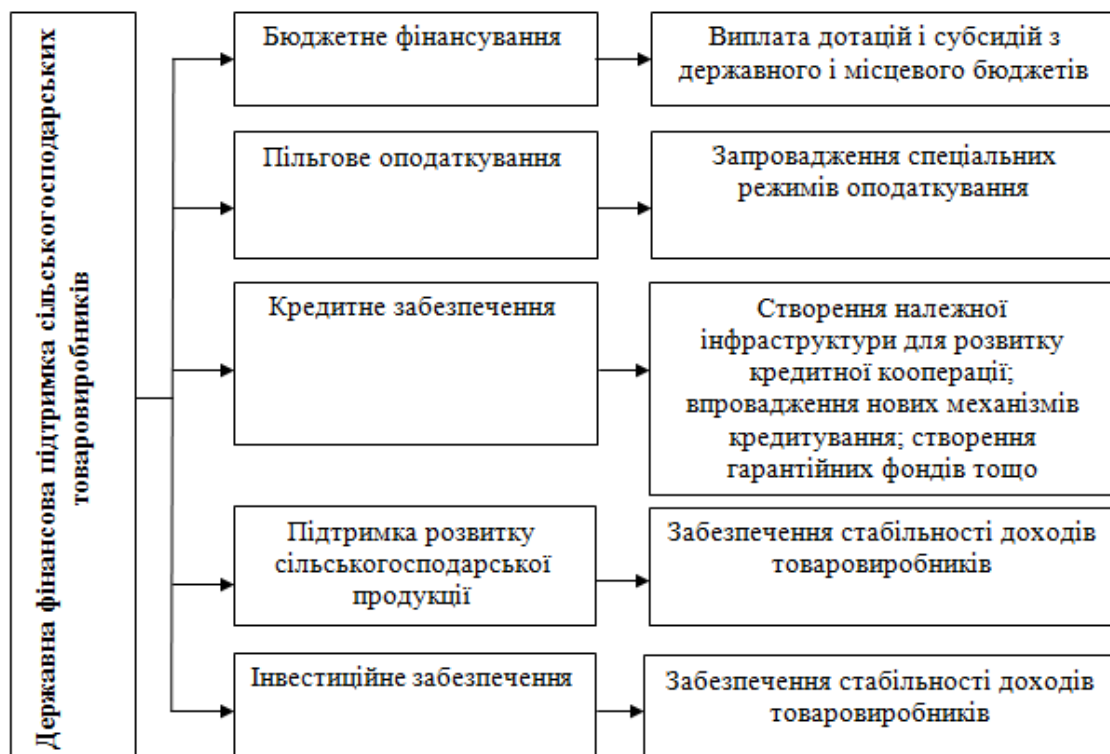 Державна фінансова підтримка сільськогосподарських
товаровиробників
Бюджетне фінансування
Виплата дотацій і субсидій з
державного і місцевого бюджетів
Пільгове оподаткування
Запровадження спеціальних
режимів оподаткування
Кредитне забезпечення
Створення належної
інфраструктури для розвитку
кредитної кооперації;
впровадження нових механізмів
кредитування; створення
гарантійних фондів тощо
Підтримка розвитку
сільськогосподарської
продукції
Забезпечення стабільності доходів
товаровиробників
Інвестиційне забезпечення
Забезпечення стабільності доходів
товаровиробників